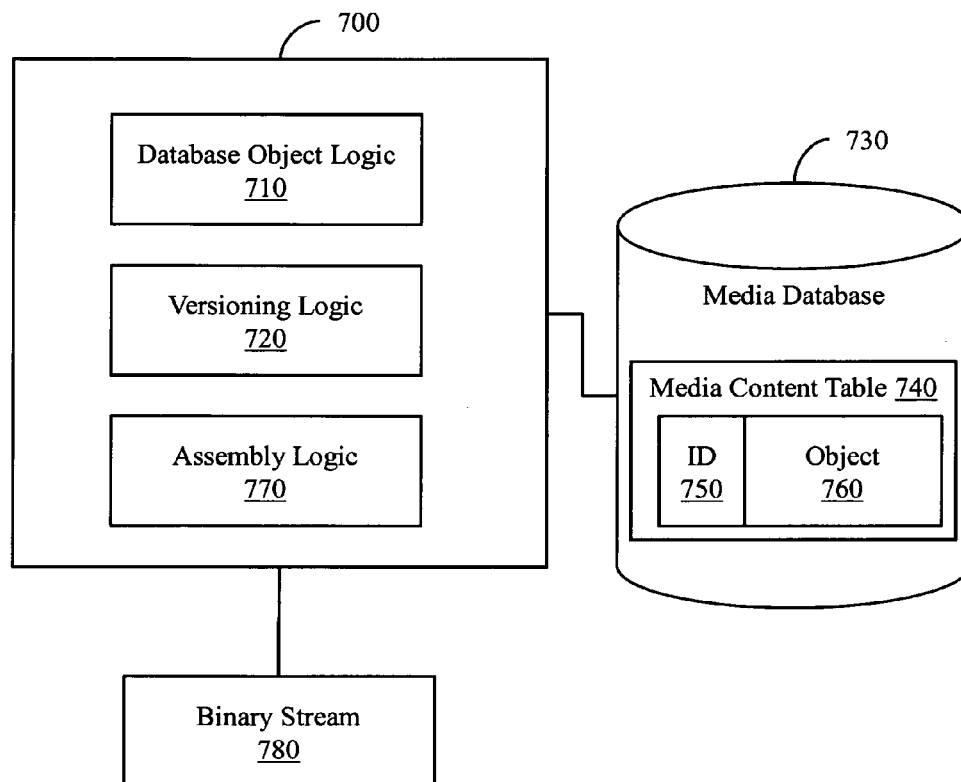 700
Database Object Logic
710
Versioning Logic
720
Assembly Logic
770
730
Media Database
Media Content Table 740
ID
750
Object
760
Binary Stream
780